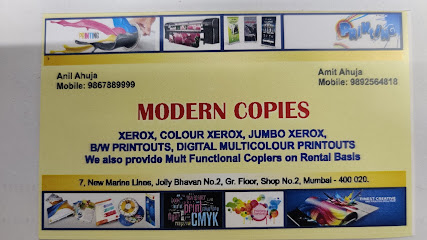 PRINTING
PRINTING
Anil Ahuja
Mobile: 9867889999
Amit Ahuja
Mobile: 9892564818
MODERN COPIES
XEROX, COLOUR XEROX, JUMBO XEROX,
B/W PRINTOUTS, DIGITAL MULTICOLOUR PRINTOUTS
We also provide Mult Functional Copiers on Rental Basis
7, New Marine Lines, Jolly Bhavan No.2, Gr. Floor, Shop No.2, Mumbai - 400 020.
CMYK